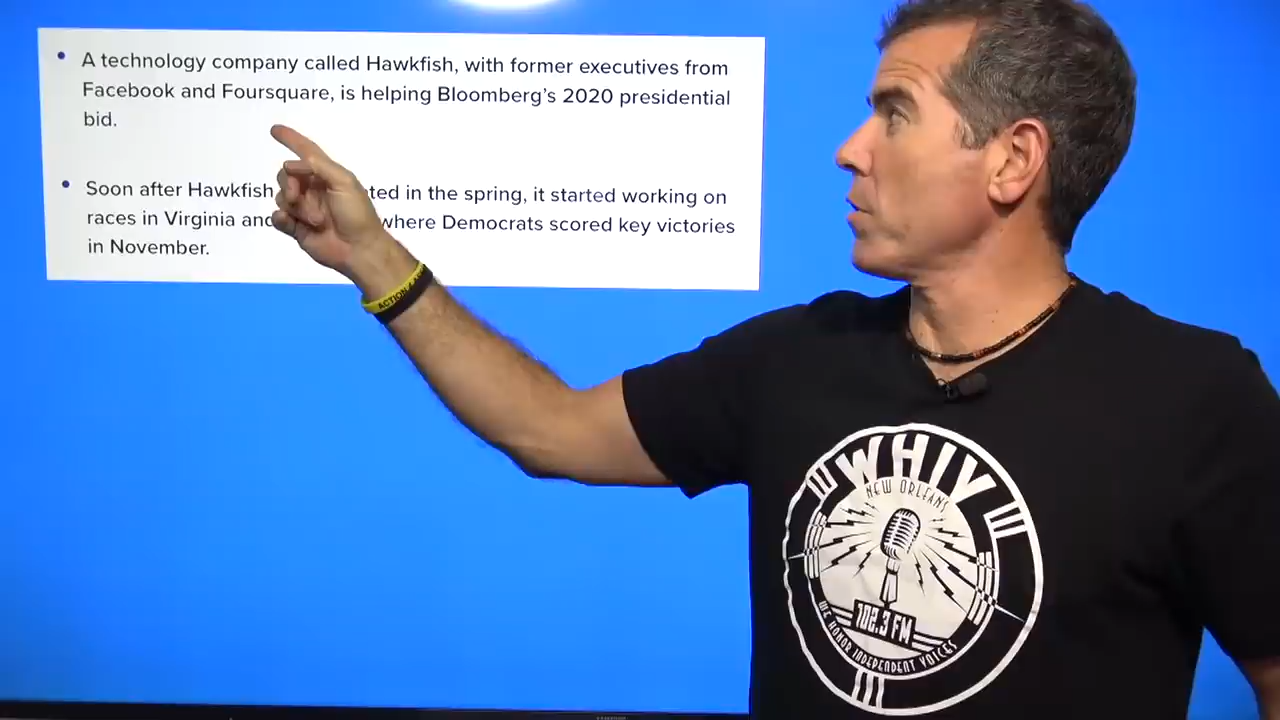 A technology company called Hawkfish, with former executives from
Facebook and Foursquare, is helping Bloomberg's 2020 presidential
bid.
Soon after Hawkfish ted in the spring, it started working on
races in Virginia and where Democrats scored key victories
in November.
ACTION
WHIV
NEW ORLEANS
102.3 FM
WE HONOR INDEPENDENT VOICES